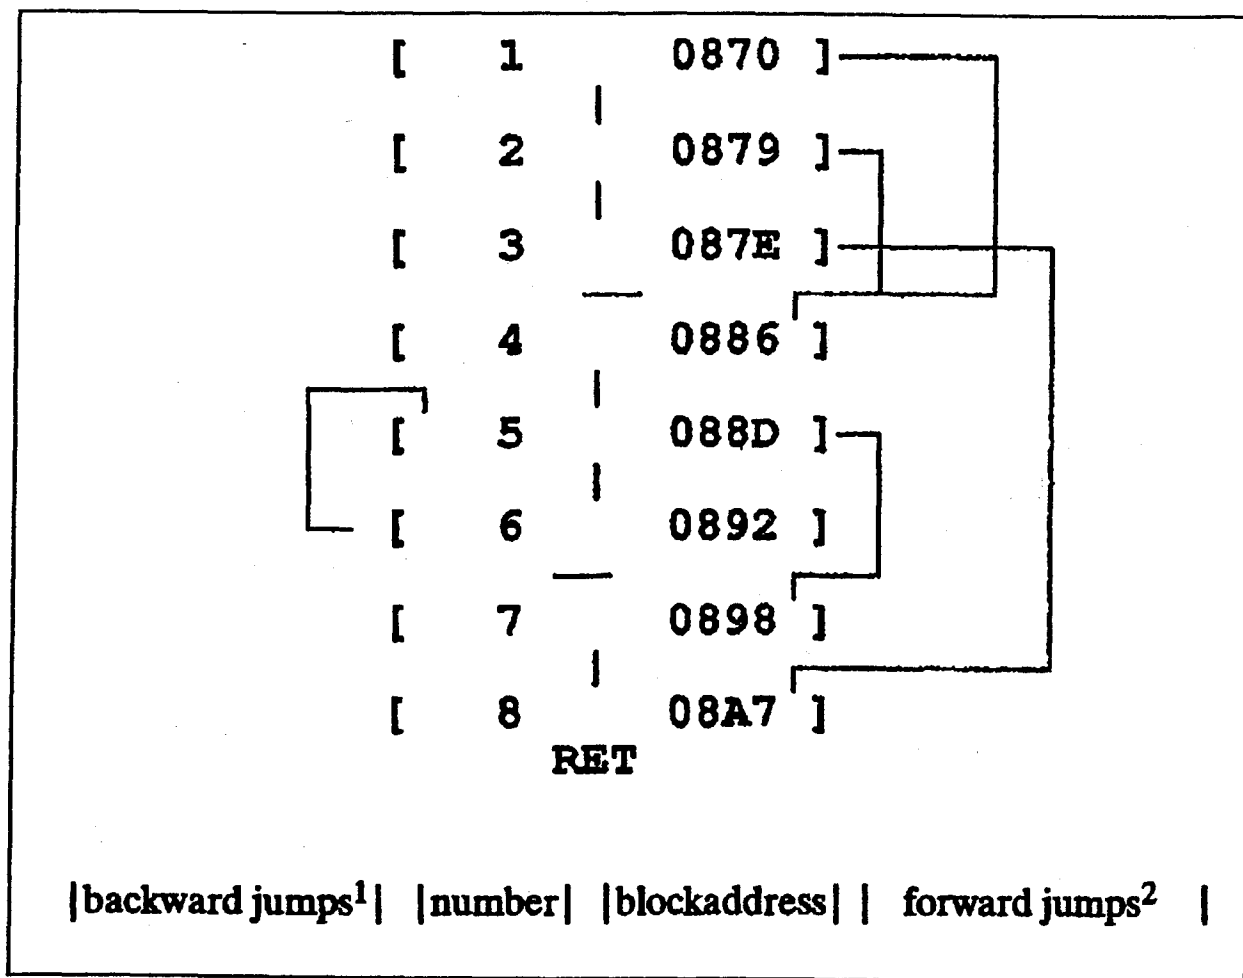 [ 1 0870 ]
[ 2 0879 ]
[ 3 087E ]
[ 4 0886 ]
[ 5 088D ]
[ 6 0892 ]
[ 7 0898 ]
[ 8 08A7 ]
RET
|backward jumps¹| |number| |blockaddress| | forward jumps² |